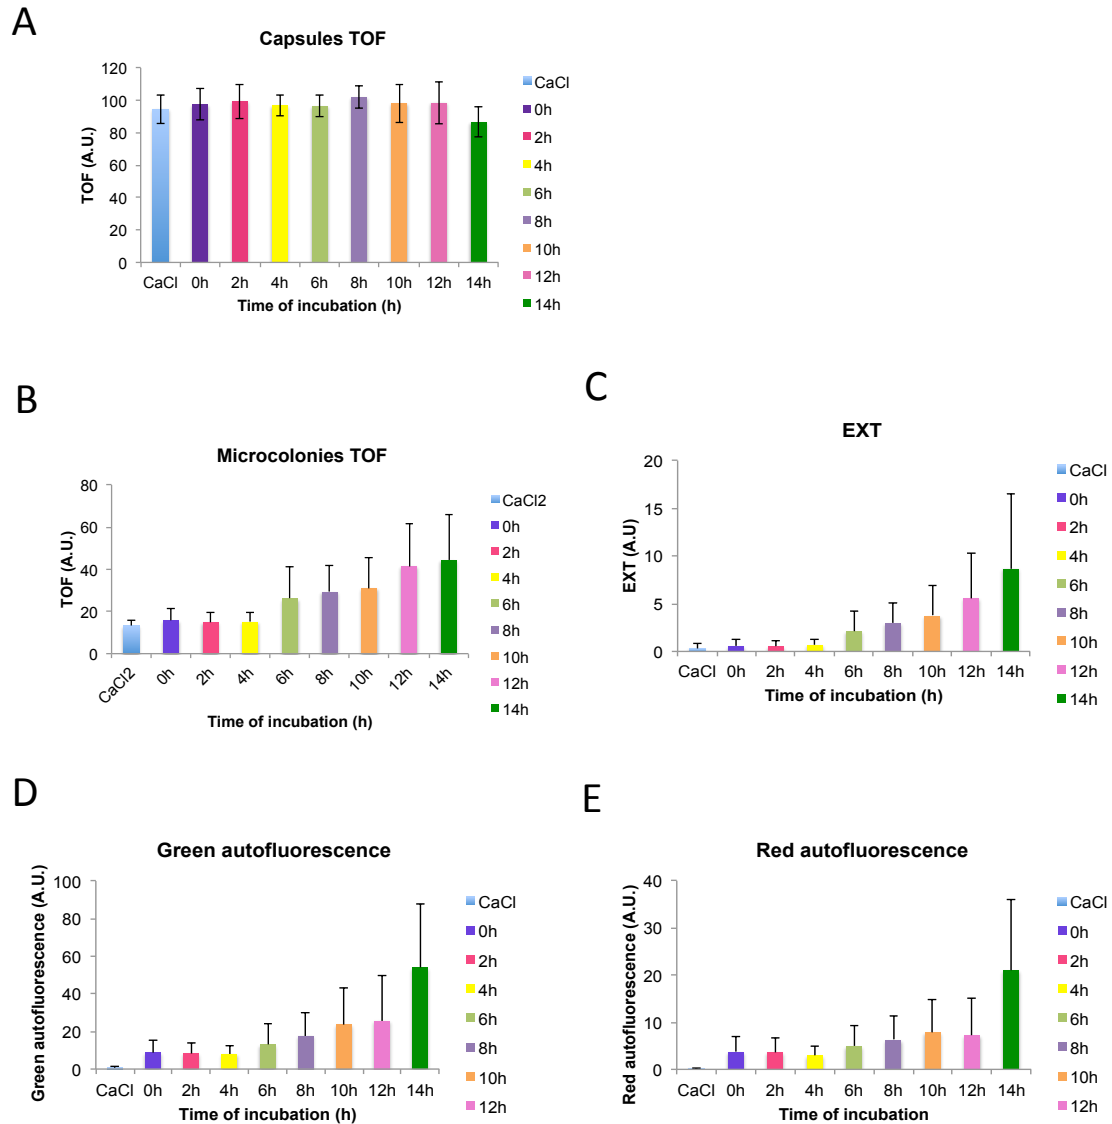 A
Capsules TOF
TOF (A.U.)
120
100
80
60
40
20
0
CaCl 0h 2h 4h 6h 8h 10h 12h 14h
Time of incubation (h)
CaCl
0h
2h
4h
6h
8h
10h
12h
14h
B
Microcolonies TOF
TOF (A.U.)
80
60
40
20
0
CaCl2 0h 2h 4h 6h 8h 10h 12h 14h
Time of incubation (h)
CaCl2
0h
2h
4h
6h
8h
10h
12h
14h
C
EXT
EXT (A.U)
20
15
10
5
0
CaCl 0h 2h 4h 6h 8h 10h 12h 14h
Time of incubation (h)
CaCl
0h
2h
4h
6h
8h
10h
12h
14h
D
Green autofluorescence
Green autofluorescence (A.U.)
100
80
60
40
20
0
CaCl 0h 2h 4h 6h 8h 10h 12h 14h
Time of incubation (h)
CaCl
0h
2h
4h
6h
8h
10h
12h
E
Red autofluorescence
Red autofluorescence (A.U.)
40
30
20
10
0
CaCl 0h 2h 4h 6h 8h 10h 12h 14h
Time of incubation
CaCl
0h
2h
4h
6h
8h
10h
12h